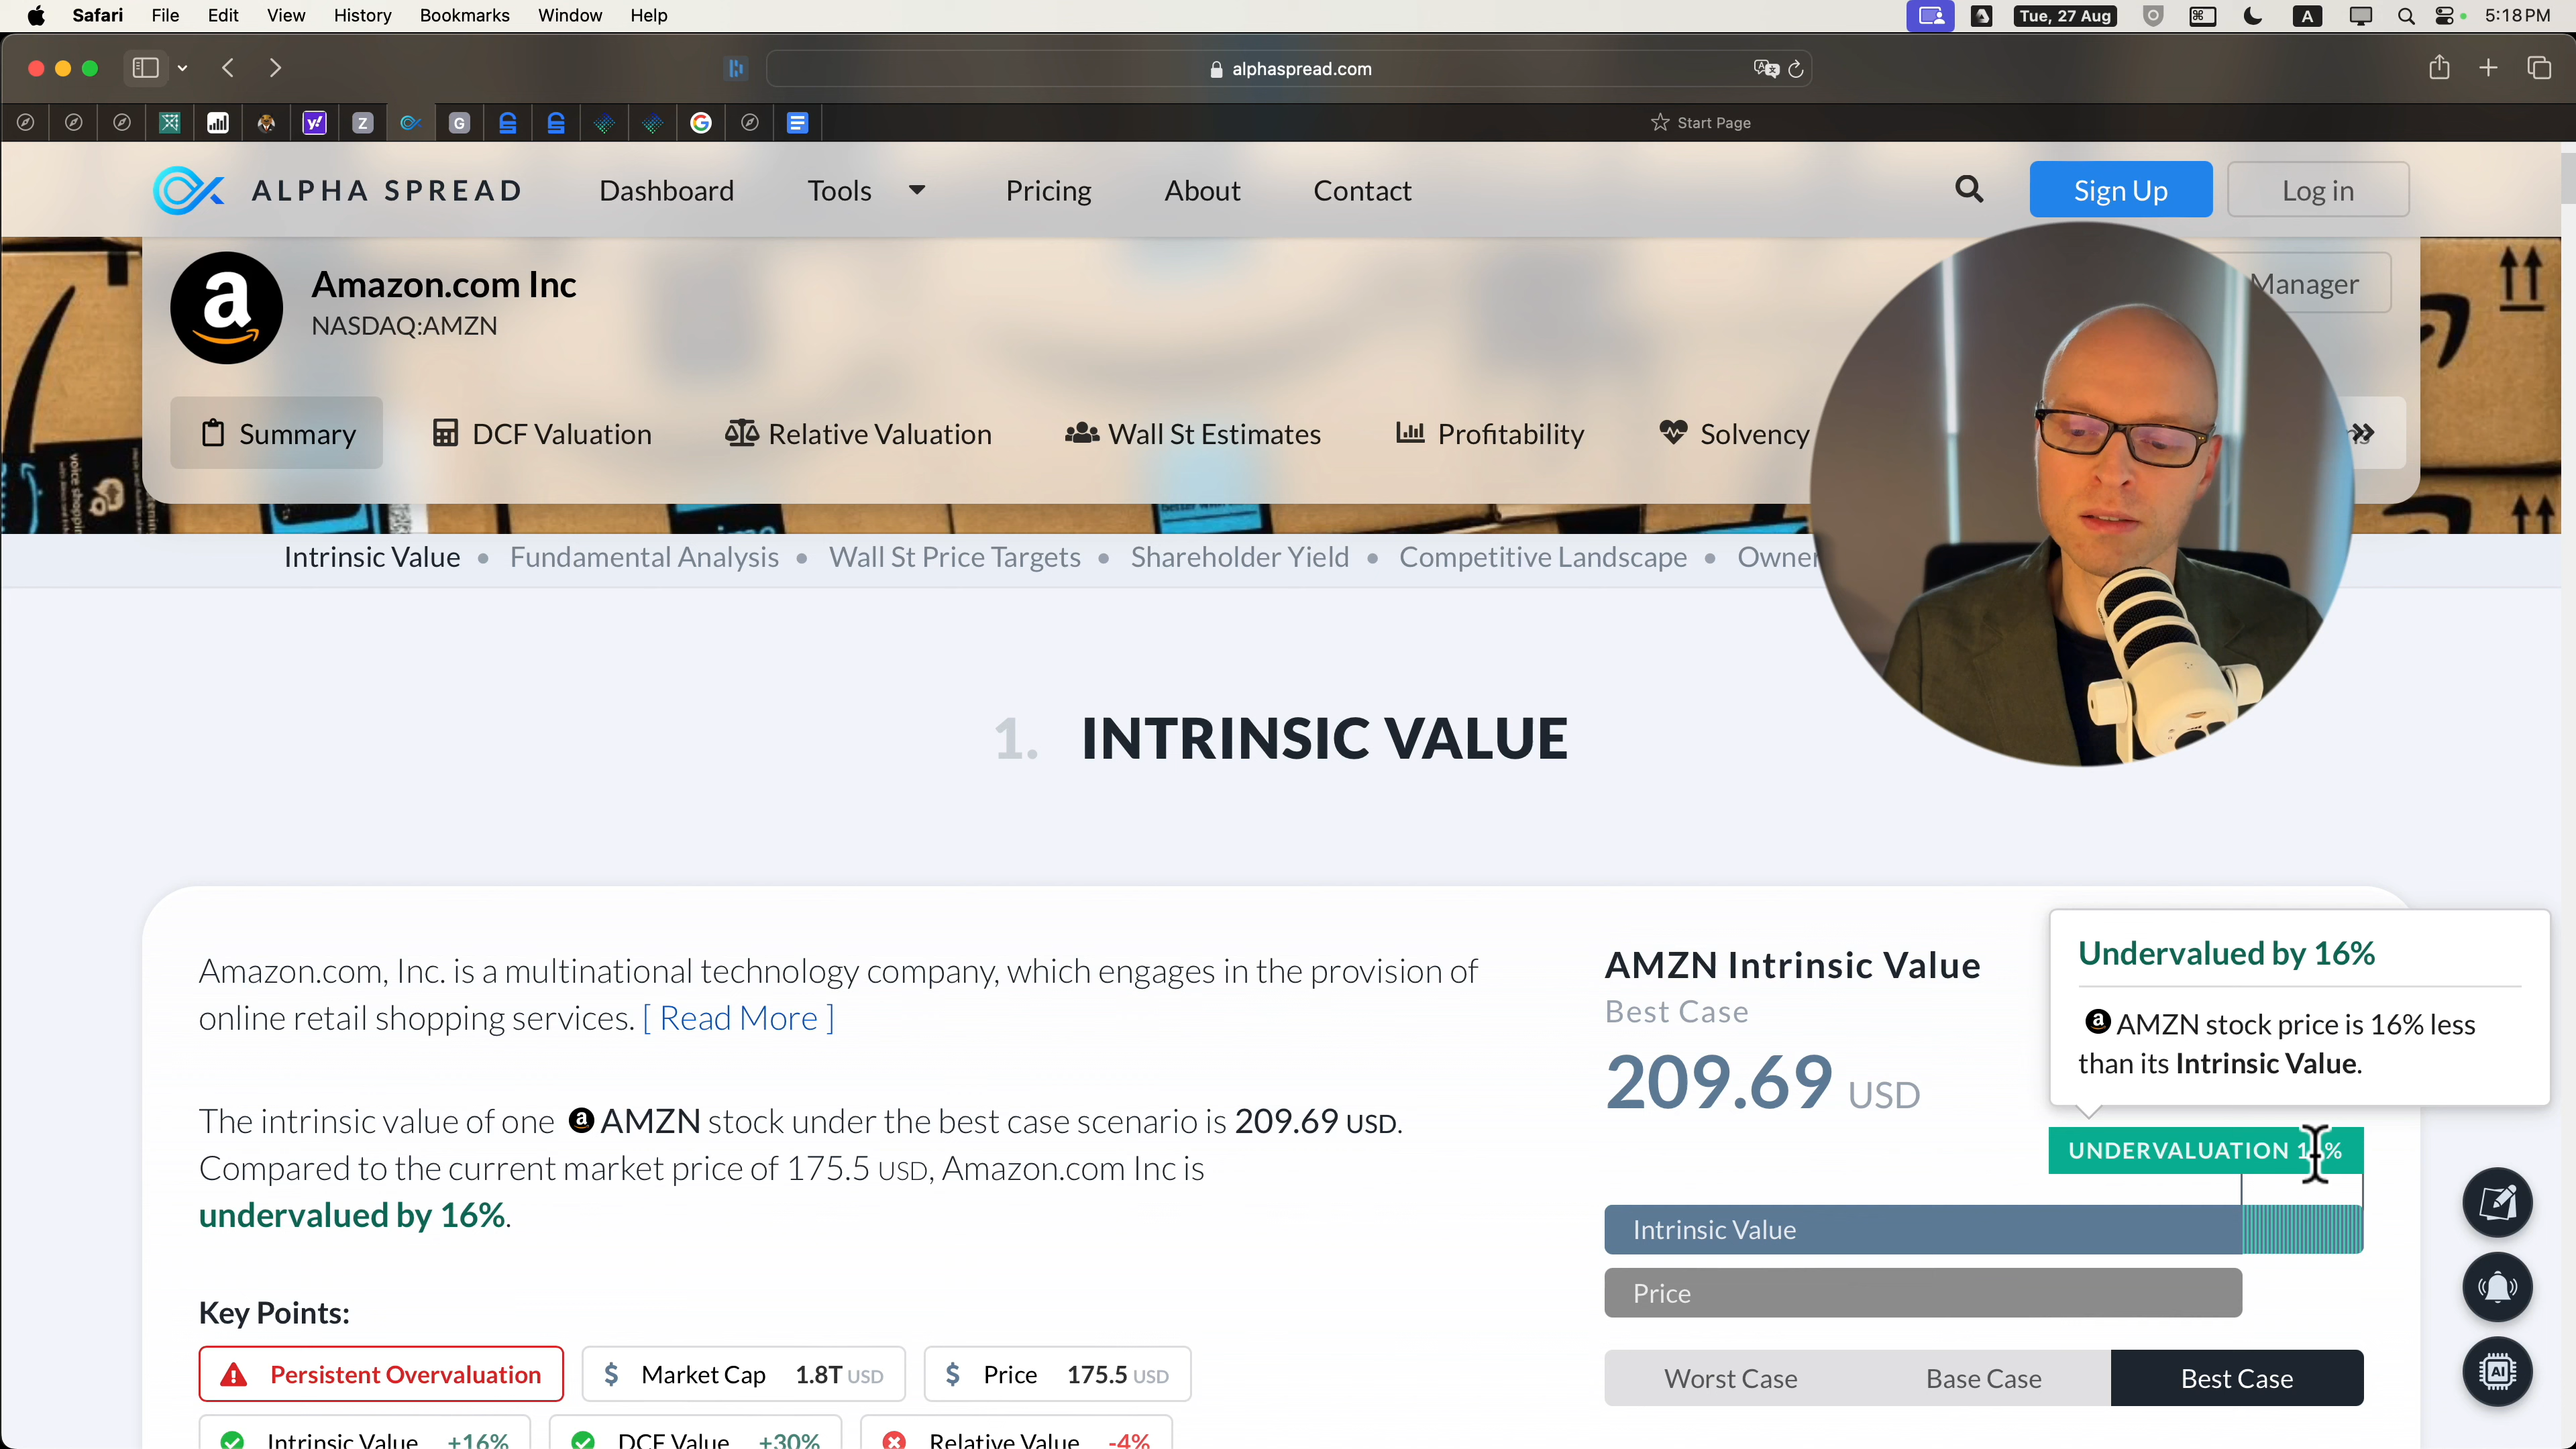 Safari File Edit View History Bookmarks Window Help
Tue, 27 Aug
A
5:18 PM
alphaspread.com
y!
Z
G
Start Page
ALPHA SPREAD
Dashboard Tools Pricing About Contact
Sign Up Log in
a
Amazon.com Inc
NASDAQ:AMZN
Manager
Summary DCF Valuation Relative Valuation Wall St Estimates Profitability Solvency
Intrinsic Value • Fundamental Analysis • Wall St Price Targets • Shareholder Yield • Competitive Landscape • Owner
1. INTRINSIC VALUE
Amazon.com, Inc. is a multinational technology company, which engages in the provision of
online retail shopping services. [ Read More ]
The intrinsic value of one AMZN stock under the best case scenario is 209.69 USD.
Compared to the current market price of 175.5 USD, Amazon.com Inc is
undervalued by 16%.
Key Points:
Persistent Overvaluation
$ Market Cap 1.8T USD
$ Price 175.5 USD
Intrinsic Value +16%
DCF Value +30%
Relative Value -4%
AMZN Intrinsic Value
Best Case
209.69 USD
Undervalued by 16%
AMZN stock price is 16% less
than its Intrinsic Value.
UNDERVALUATION
Intrinsic Value
Price
Worst Case Base Case Best Case
AI